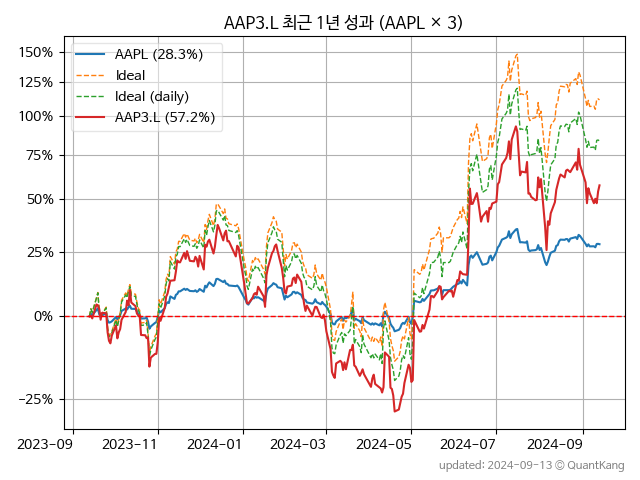 AAP3.L 최근 1년 성과 (AAPL × 3)
150%
125%
100%
75%
50%
25%
0%
−25%
AAPL (28.3%)
Ideal
Ideal (daily)
AAP3.L (57.2%)
2023-09
2023-11
2024-01
2024-03
2024-05
2024-07
2024-09
updated: 2024-09-13 © QuantKang